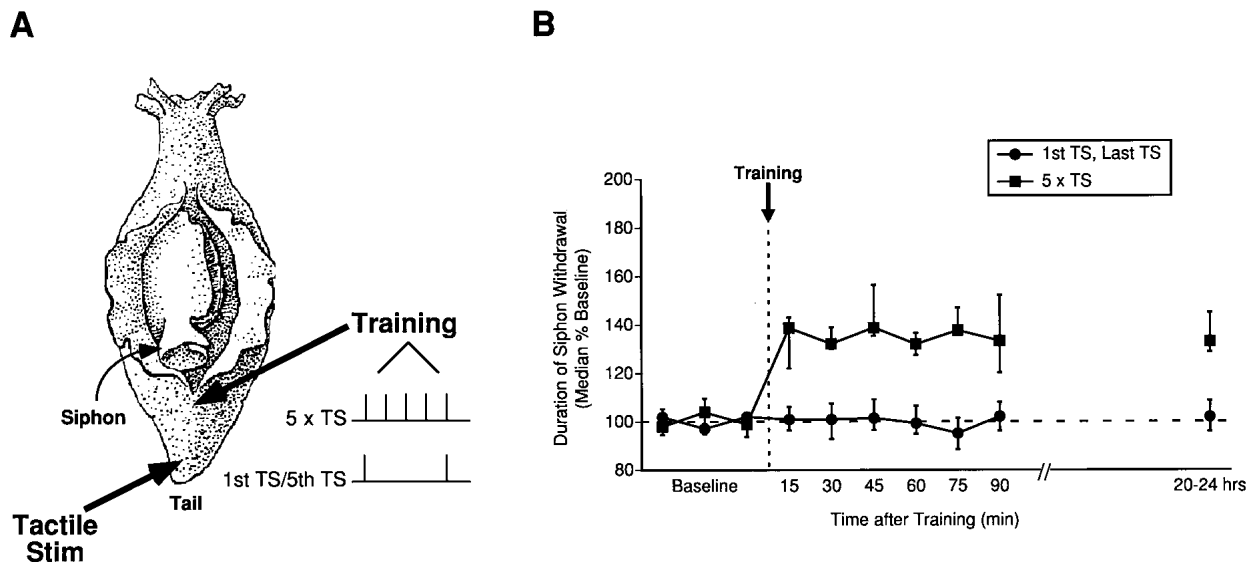 A
Training
Siphon
5 x TS
1st TS/5th TS
Tail
Tactile
Stim
B
1st TS, Last TS
5 x TS
Training
Duration of Siphon Withdrawal
(Median % Baseline)
200
180
160
140
120
100
80
Baseline
15
30
45
60
75
90
20-24 hrs
Time after Training (min)